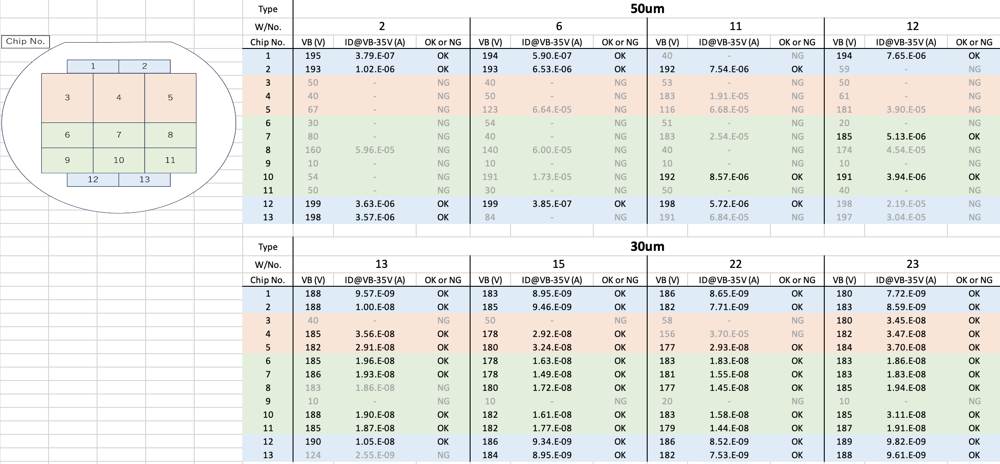 Type 50um
W/No. 2 6 11 12
Chip No.
Chip No. VB (V) ID@VB-35V (A) OK or NG VB (V) ID@VB-35V (A) OK or NG VB (V) ID@VB-35V (A) OK or NG VB (V) ID@VB-35V (A) OK or NG
1 195 3.79.E-07 OK 194 5.90.E-07 OK 40 - NG 194 7.65.E-06 OK
2 193 1.02.E-06 OK 193 6.53.E-06 OK 192 7.54.E-06 OK 59 - NG
3 50 - NG 40 - NG 53 - NG 50 - NG
4 40 - NG 50 - NG 183 1.91.E-05 NG 61 - NG
5 67 - NG 123 6.64.E-05 NG 116 6.68.E-05 NG 181 3.90.E-05 NG
6 30 - NG 54 - NG 51 - NG 20 - NG
7 80 - NG 40 - NG 183 2.54.E-05 NG 185 5.13.E-06 OK
8 160 5.96.E-05 NG 140 6.00.E-05 NG 40 - NG 174 4.54.E-05 NG
9 10 - NG 10 - NG 10 - NG 10 - NG
10 54 - NG 191 1.73.E-05 NG 192 8.57.E-06 OK 191 3.94.E-06 OK
11 50 - NG 30 - NG 50 - NG 40 - NG
12 199 3.63.E-06 OK 199 3.85.E-07 OK 198 5.72.E-06 OK 198 2.19.E-05 NG
13 198 3.57.E-06 OK 84 - NG 191 6.84.E-05 NG 197 3.04.E-05 NG
1 2
3 4 5
6 7 8
9 10 11
12 13
Type 30um
W/No. 13 15 22 23
Chip No. VB (V) ID@VB-35V (A) OK or NG VB (V) ID@VB-35V (A) OK or NG VB (V) ID@VB-35V (A) OK or NG VB (V) ID@VB-35V (A) OK or NG
1 188 9.57.E-09 OK 183 8.95.E-09 OK 186 8.65.E-09 OK 180 7.72.E-09 OK
2 188 1.00.E-08 OK 185 9.46.E-09 OK 182 7.71.E-09 OK 183 8.59.E-09 OK
3 40 - NG 50 - NG 58 - NG 180 3.45.E-08 OK
4 185 3.56.E-08 OK 178 2.92.E-08 OK 156 3.70.E-05 NG 182 3.47.E-08 OK
5 182 2.91.E-08 OK 180 3.24.E-08 OK 177 2.93.E-08 OK 184 3.70.E-08 OK
6 185 1.96.E-08 OK 178 1.63.E-08 OK 183 1.83.E-08 OK 183 1.86.E-08 OK
7 186 1.93.E-08 OK 178 1.49.E-08 OK 181 1.55.E-08 OK 183 1.83.E-08 OK
8 183 1.86.E-08 NG 180 1.72.E-08 OK 177 1.45.E-08 OK 185 1.94.E-08 OK
9 10 - NG 10 - NG 20 - NG 10 - NG
10 188 1.90.E-08 OK 182 1.61.E-08 OK 183 1.58.E-08 OK 185 3.11.E-08 OK
11 185 1.87.E-08 OK 182 1.77.E-08 OK 179 1.44.E-08 OK 187 1.91.E-08 OK
12 190 1.05.E-08 OK 186 9.34.E-09 OK 186 8.52.E-09 OK 189 9.82.E-09 OK
13 124 2.55.E-09 NG 184 8.95.E-09 OK 182 7.53.E-09 OK 188 9.61.E-09 OK